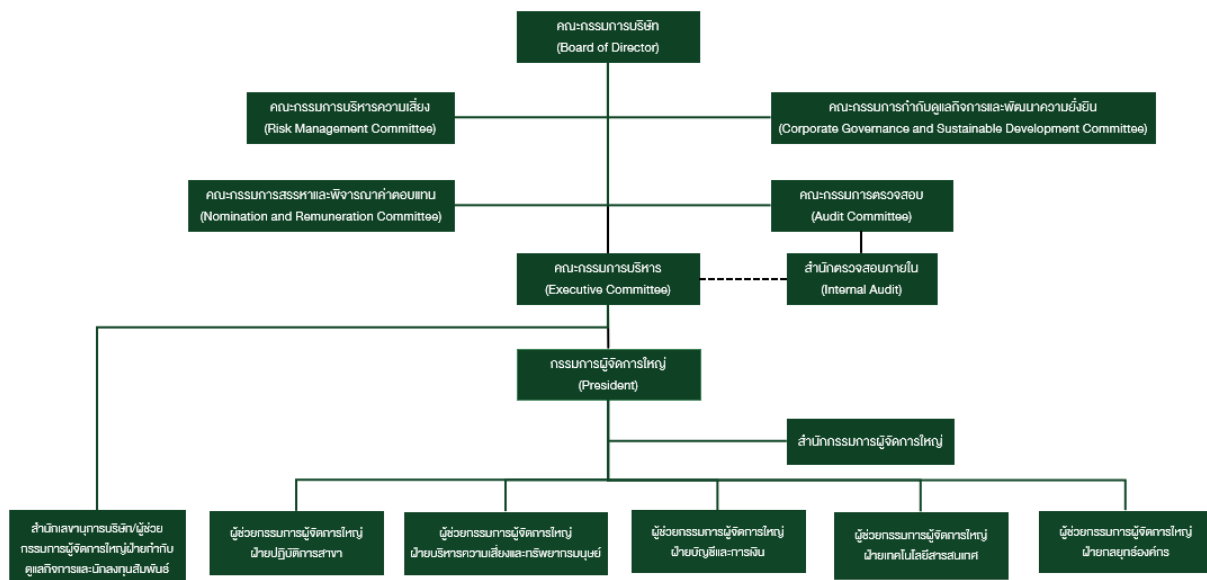 คณะกรรมการบริษัท
(Board of Director)
คณะกรรมการบริหารความเสี่ยง
(Risk Management Committee)
คณะกรรมการกำกับดูแลกิจการและพัฒนาความยั่งยืน
(Corporate Governance and Sustainable Development Committee)
คณะกรรมการสรรหาและพิจารณาค่าตอบแทน
(Nomination and Remuneration Committee)
คณะกรรมการตรวจสอบ
(Audit Committee)
คณะกรรมการบริหาร
(Executive Committee)
สำนักตรวจสอบภายใน
(Internal Audit)
กรรมการผู้จัดการใหญ่
(President)
สำนักกรรมการผู้จัดการใหญ่
สำนักเลขานุการบริษัท/ผู้ช่วย
กรรมการผู้จัดการใหญ่ฝ่ายกำกับ
ดูแลกิจการและนักลงทุนสัมพันธ์
ผู้ช่วยกรรมการผู้จัดการใหญ่
ฝ่ายปฏิบัติการสาขา
ผู้ช่วยกรรมการผู้จัดการใหญ่
ฝ่ายบริหารความเสี่ยงและทรัพยากรมนุษย์
ผู้ช่วยกรรมการผู้จัดการใหญ่
ฝ่ายบัญชีและการเงิน
ผู้ช่วยกรรมการผู้จัดการใหญ่
ฝ่ายเทคโนโลยีสารสนเทศ
ผู้ช่วยกรรมการผู้จัดการใหญ่
ฝ่ายกลยุทธ์องค์กร